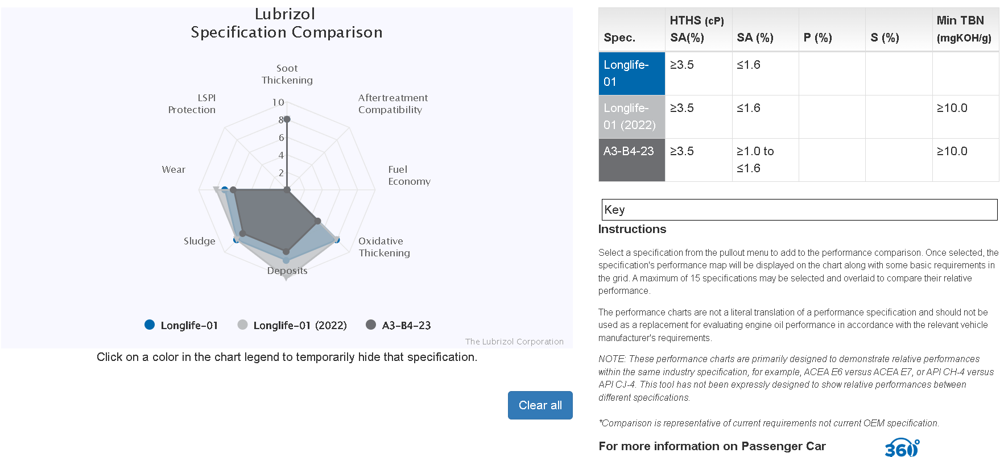 Lubrizol
Specification Comparison
Soot
Thickening
LSPI
Protection
Aftertreatment
Compatibility
10
8
6
4
2
Wear
Fuel
Economy
Sludge
Oxidative
Thickening
Deposits
Longlife-01
Longlife-01 (2022)
A3-B4-23
The Lubrizol Corporation
Click on a color in the chart legend to temporarily hide that specification.
Clear all
Spec.
HTHS (cP)
SA(%)
SA (%)
P (%)
S (%)
Min TBN
(mgKOH/g)
Longlife-
01
≥3.5
≤1.6
Longlife-
01 (2022)
≥3.5
≤1.6
≥10.0
A3-B4-23
≥3.5
≥1.0 to
≤1.6
≥10.0
Key
Instructions
Select a specification from the pullout menu to add to the performance comparison. Once selected, the
specification's performance map will be displayed on the chart along with some basic requirements in
the grid. A maximum of 15 specifications may be selected and overlaid to compare their relative
performance.
The performance charts are not a literal translation of a performance specification and should not be
used as a replacement for evaluating engine oil performance in accordance with the relevant vehicle
manufacturer's requirements.
NOTE: These performance charts are primarily designed to demonstrate relative performances
within the same industry specification, for example, ACEA E6 versus ACEA E7, or API CH-4 versus
API CJ-4. This tool has not been expressly designed to show relative performances between
different specifications.
*Comparison is representative of current requirements not current OEM specification.
For more information on Passenger Car
360°